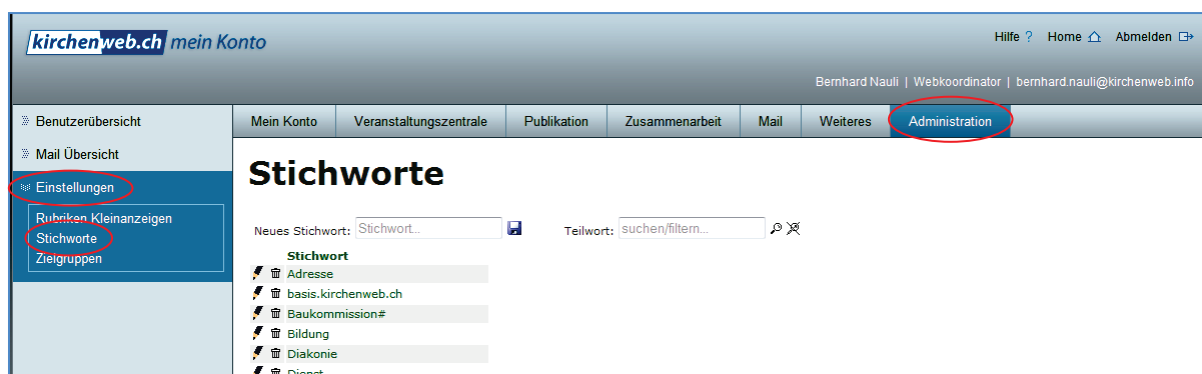 kirchenweb.ch mein Konto
Hilfe ? Home Abmelden
Bernhard Nauli | Webkoordinator | bernhard.nauli@kirchenweb.info
Benutzerübersicht
Mail Übersicht
Einstellungen
Rubriken Kleinanzeigen
Stichworte
Zielgruppen
Mein Konto Veranstaltungszentrale Publikation Zusammenarbeit Mail Weiteres Administration
Stichworte
Neues Stichwort: Stichwort... Teilwort: suchen/filtern...
Stichwort
Adresse
basis.kirchenweb.ch
Baukommission#
Bildung
Diakonie
Dienst